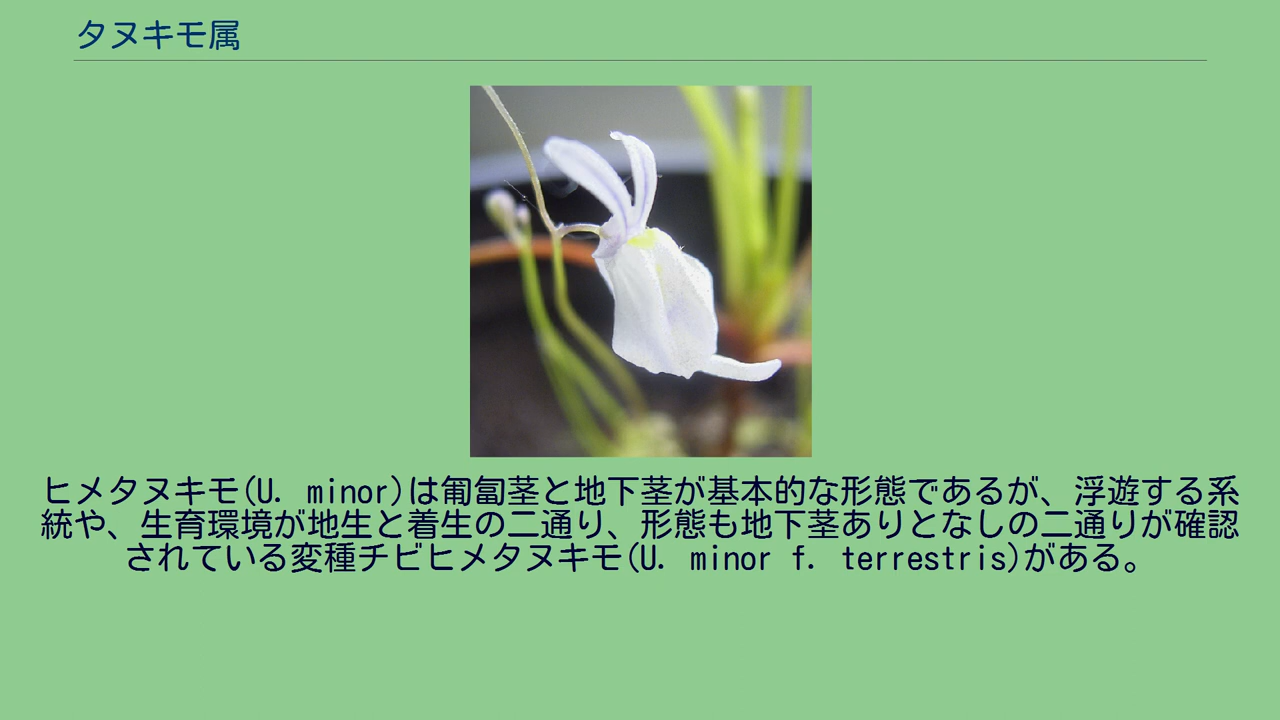 タヌキモ属
ヒメタヌキモ(U. minor)は匍匐茎と地下茎が基本的な形態であるが、浮遊する系
統や、生育環境が地生と着生の二通り、形態も地下茎ありとなしの二通りが確認
されている変種チビヒメタヌキモ(U. minor f. terrestris)がある。